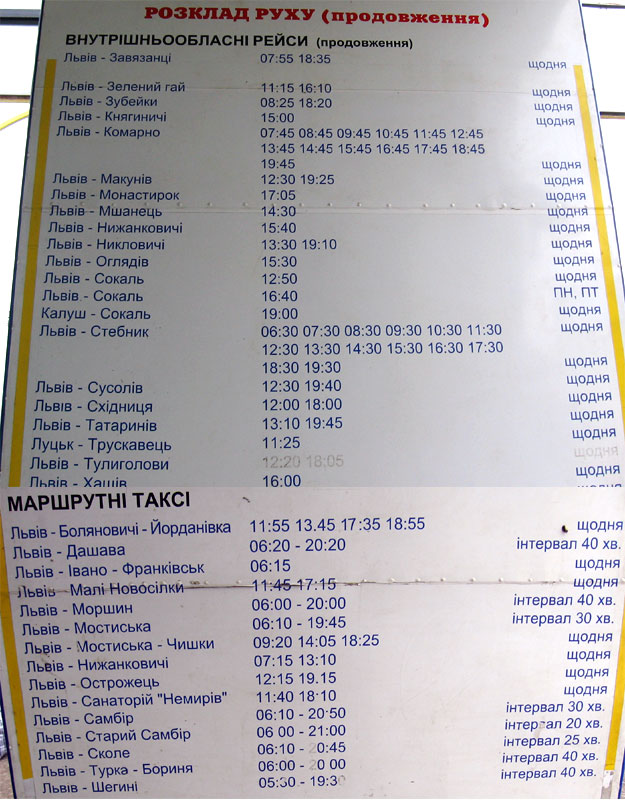 РОЗКЛАД РУХУ (продовження)
ВНУТРІШНЬООБЛАСНІ РЕЙСИ (продовження)
Львів - Завязанці 07:55 18:35 щодня
Львів - Зелений гай 11:15 16:10 щодня
Львів - Зубейки 08:25 18:20 щодня
Львів - Княгиничі 15:00 щодня
Львів - Комарно 07:45 08:45 09:45 10:45 11:45 12:45
13:45 14:45 15:45 16:45 17:45 18:45
19:45 щодня
Львів - Макунів 12:30 19:25 щодня
Львів - Монастирок 17:05 щодня
Львів - Мшанець 14:30 щодня
Львів - Нижанковичі 15:40 щодня
Львів - Никловичі 13:30 19:10 щодня
Львів - Оглядів 15:30 щодня
Львів - Сокаль 12:50 щодня
Львів - Сокаль 16:40 ПН, ПТ
Калуш - Сокаль 19:00 щодня
Львів - Стебник 06:30 07:30 08:30 09:30 10:30 11:30 щодня
12:30 13:30 14:30 15:30 16:30 17:30
18:30 19:30 щодня
Львів - Сусолів 12:30 19:40 щодня
Львів - Східниця 12:00 18:00 щодня
Львів - Татаринів 13:10 19:45 щодня
Луцьк - Трускавець 11:25 щодня
Львів - Тулиголови 12:20 18:05 щодня
Львів - Хашів 16:00 щодня
МАРШРУТНІ ТАКСІ
Львів - Боляновичі - Йорданівка 11:55 13.45 17:35 18:55 щодня
Львів - Дашава 06:20 - 20:20 інтервал 40 хв.
Львів - Івано - Франківськ 06:15 щодня
Львів - Малі Новосілки 11:45 17:15 щодня
Львів - Моршин 06:00 - 20:00 інтервал 40 хв.
Львів - Мостиська 06:10 - 19:45 інтервал 30 хв.
Львів - Мостиська - Чишки 09:20 14:05 18:25 щодня
Львів - Нижанковичі 07:15 13:10 щодня
Львів - Острожець 12:15 19.15 щодня
Львів - Санаторій "Немирів" 11:40 18:10 щодня
Львів - Самбір 06:10 - 20:50 інтервал 30 хв.
Львів - Старий Самбір 06 00 - 21:00 інтервал 20 хв.
Львів - Сколе 06:10 - 20:45 інтервал 25 хв.
Львів - Турка - Бориня 06:00 - 20 00 інтервал 40 хв.
Львів - Шегині 05:30 - 19:30 інтервал 40 хв.